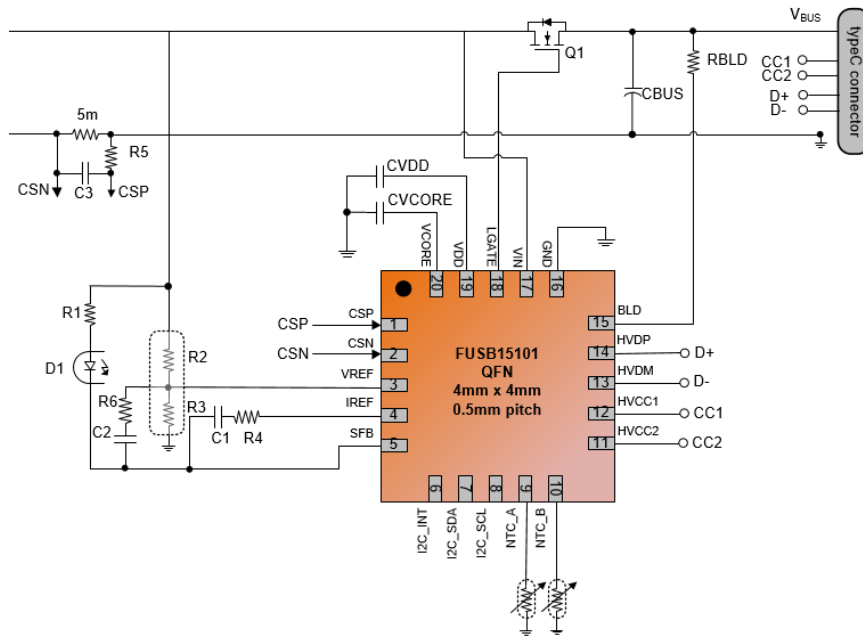 VBUS
Q1
RBLD
typeC connector
CC1
CC2
D+
D-
CBUS
5m
R5
CSN
C3
CSP
CVDD
CVCORE
VCORE
VDD
LGATE
VIN
GND
20
19
18
17
16
R1
D1
R2
R6
R3
C2
C1
R4
CSP
CSP
1
CSN
CSN
2
VREF
3
IREF
4
SFB
5
FUSB15101
QFN
4mm x 4mm
0.5mm pitch
BLD
15
HVDP
14
D+
HVDM
13
D-
HVCC1
12
CC1
HVCC2
11
CC2
6
7
8
9
10
I2C_INT
I2C_SDA
I2C_SCL
NTC_A
NTC_B